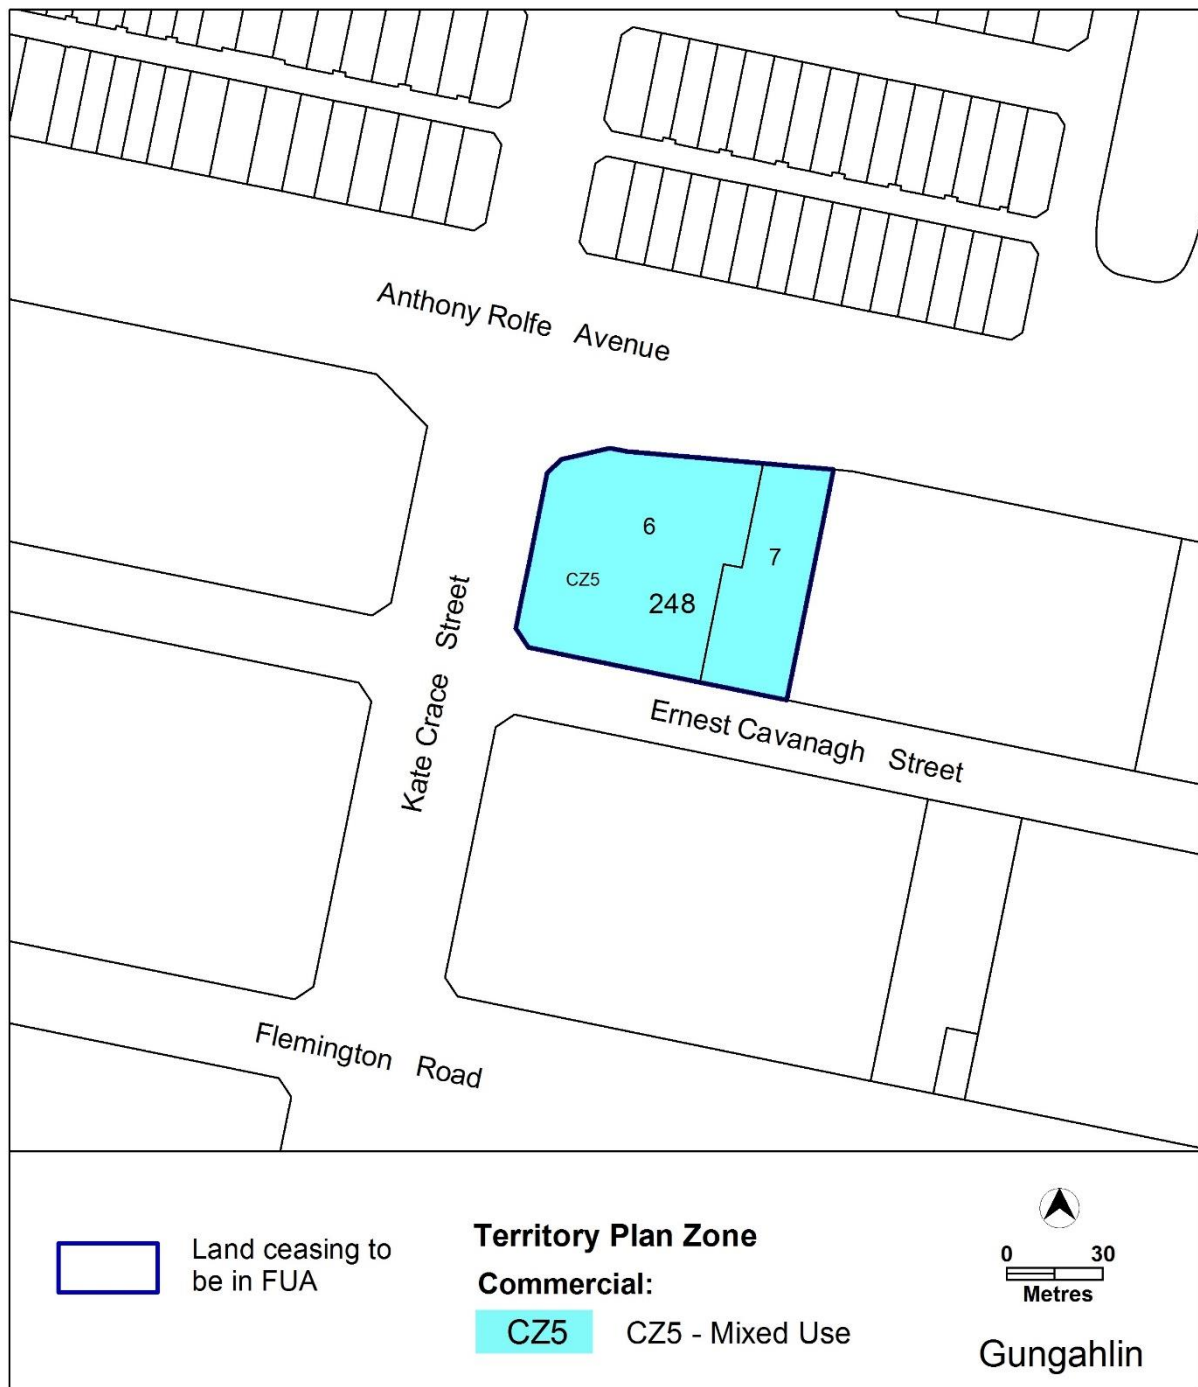 Anthony Rolfe Avenue
6
7
CZ5
248
Kate Crace Street
Ernest Cavanagh Street
Flemington Road
Land ceasing to
be in FUA
Territory Plan Zone
Commercial:
CZ5
CZ5 - Mixed Use
0 30
Metres
Gungahlin